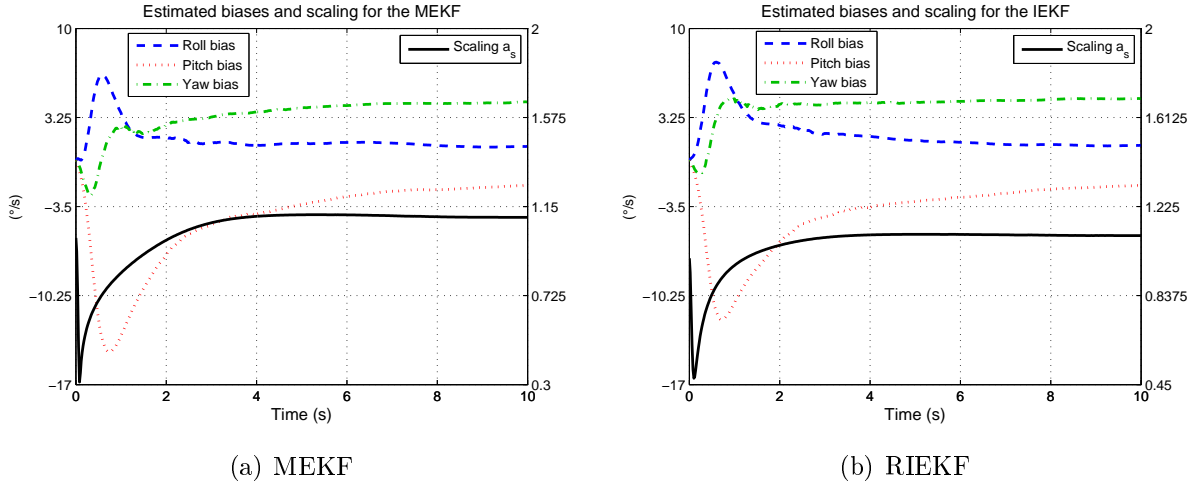 Estimated biases and scaling for the MEKF
10
3.25
−3.5
−10.25
−17
(°/s)
Roll bias
Pitch bias
Yaw bias
Scaling a_s
2
1.575
1.15
0.725
0.3
0 2 4 6 8 10
Time (s)
(a) MEKF
Estimated biases and scaling for the IEKF
10
3.25
−3.5
−10.25
−17
(°/s)
Roll bias
Pitch bias
Yaw bias
Scaling a_s
2
1.6125
1.225
0.8375
0.45
0 2 4 6 8 10
Time (s)
(b) RIEKF